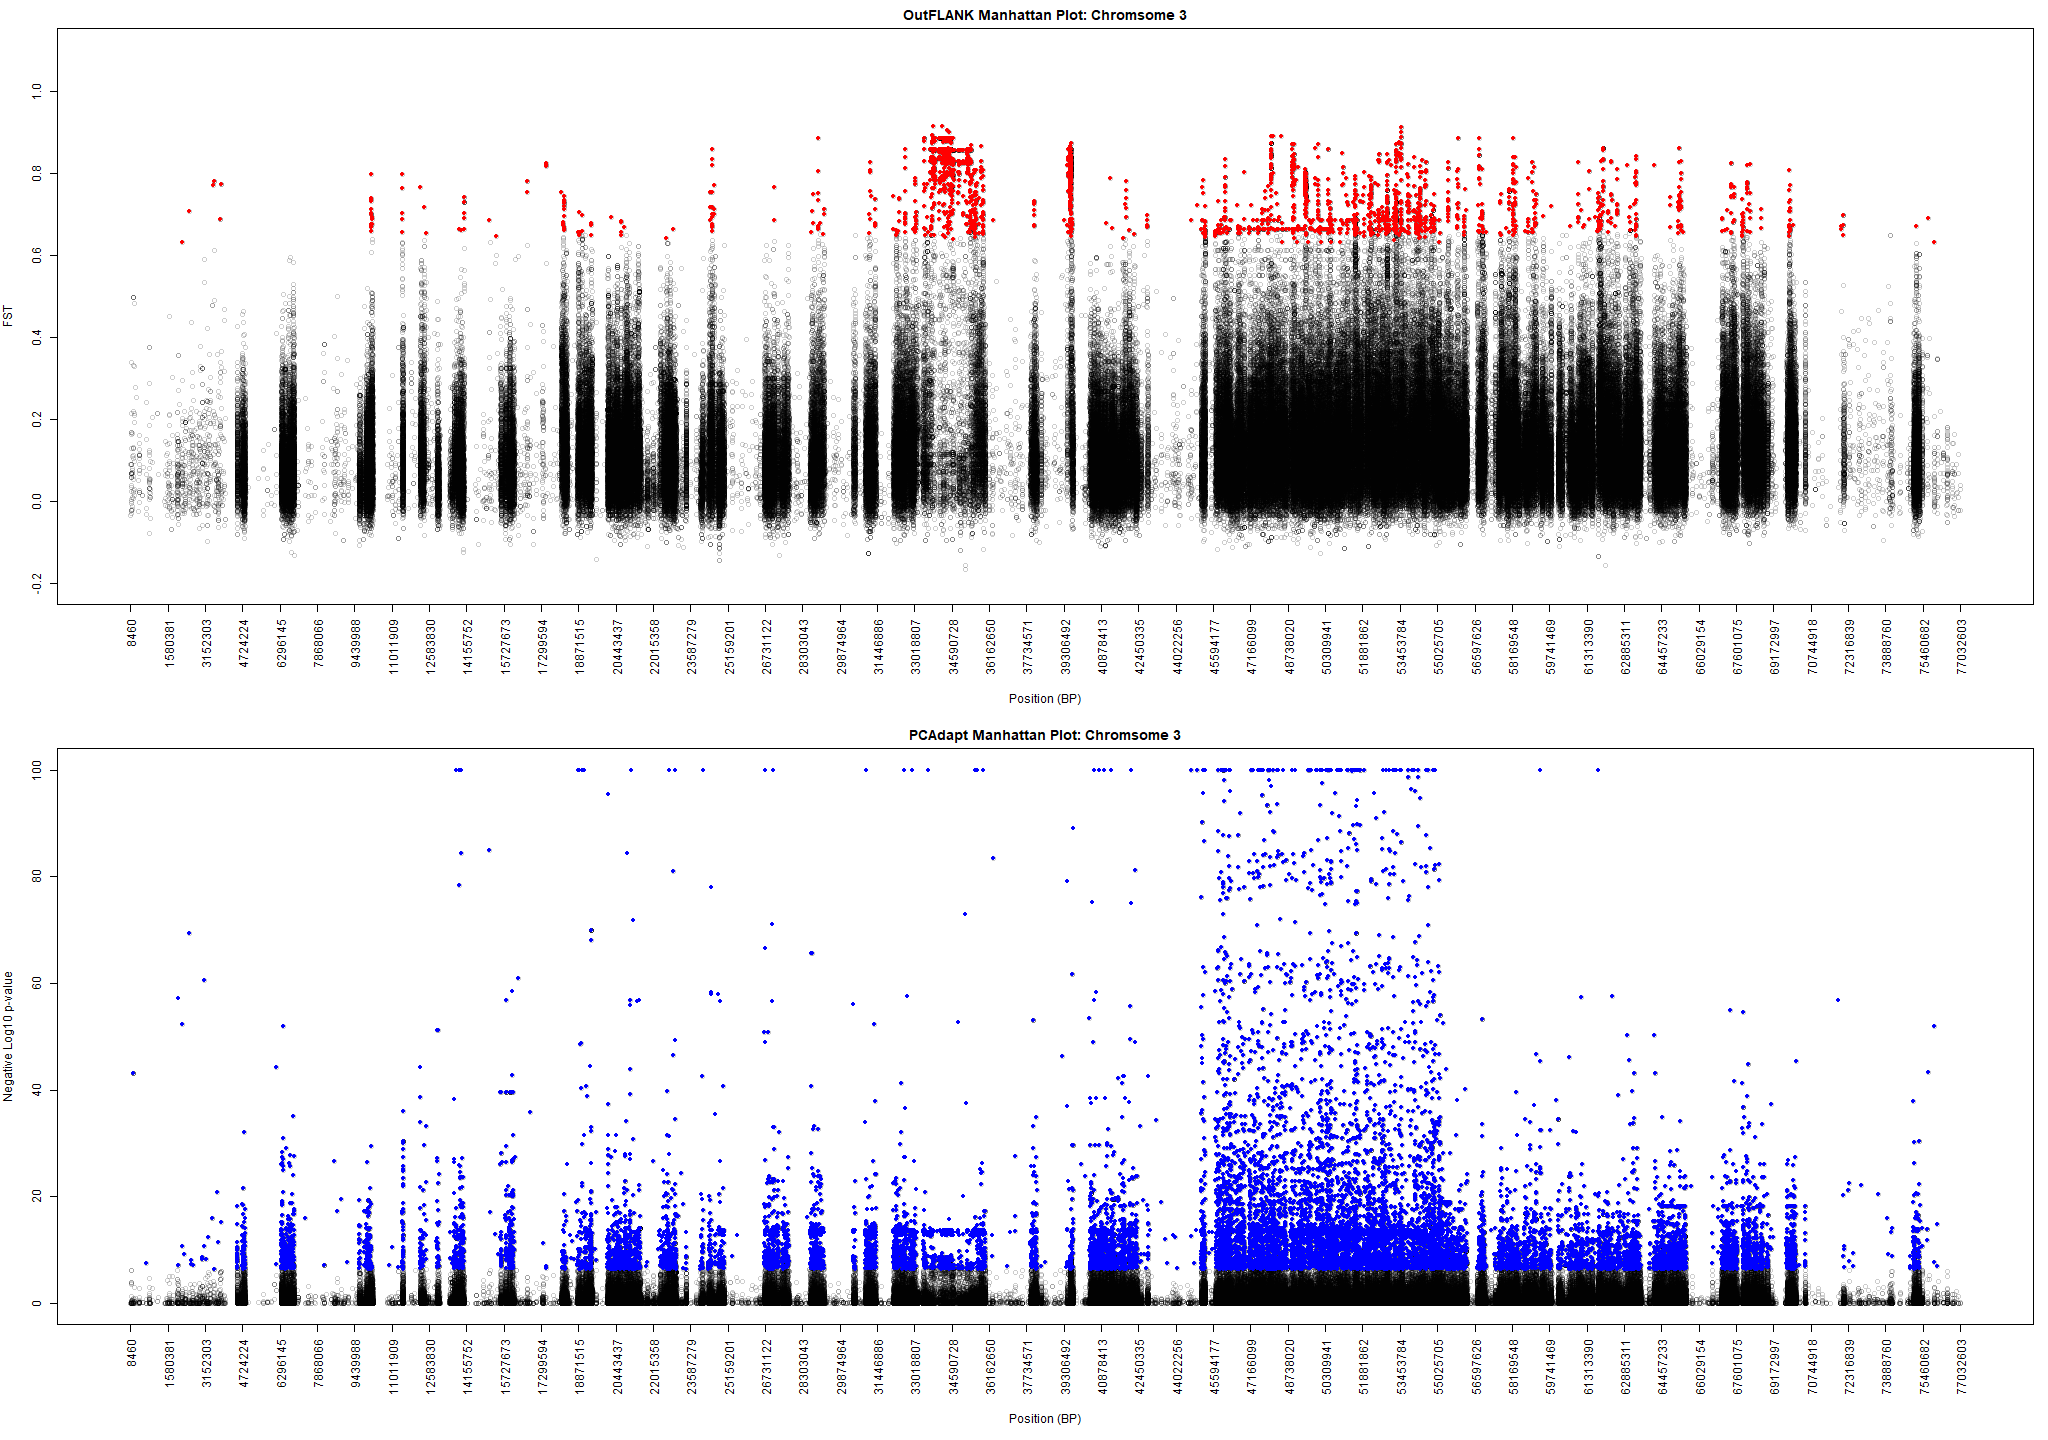 OutFLANK Manhattan Plot: Chromsome 3
1.0
0.8
0.6
0.4
0.2
0.0
-0.2
FST
8460 1580381 3152303 4724224 6296145 7868066 9439988 11011909 12583830 14155752 15727673 17299594 18871515 20443437 22015358 23587279 25159201 26731122 28303043 29874964 31446886 33018807 34590728 36162650 37734571 39306492 40878413 42450335 44022256 45594177 47166099 48738020 50309941 51881862 53453784 55025705 56597626 58169548 59741469 61313390 62885311 64457233 66029154 67601075 69172997 70744918 72316839 73888760 75460682 77032603
Position (BP)
PCAdapt Manhattan Plot: Chromsome 3
100
80
60
40
20
0
Negative Log10 p-value
8460 1580381 3152303 4724224 6296145 7868066 9439988 11011909 12583830 14155752 15727673 17299594 18871515 20443437 22015358 23587279 25159201 26731122 28303043 29874964 31446886 33018807 34590728 36162650 37734571 39306492 40878413 42450335 44022256 45594177 47166099 48738020 50309941 51881862 53453784 55025705 56597626 58169548 59741469 61313390 62885311 64457233 66029154 67601075 69172997 70744918 72316839 73888760 75460682 77032603
Position (BP)